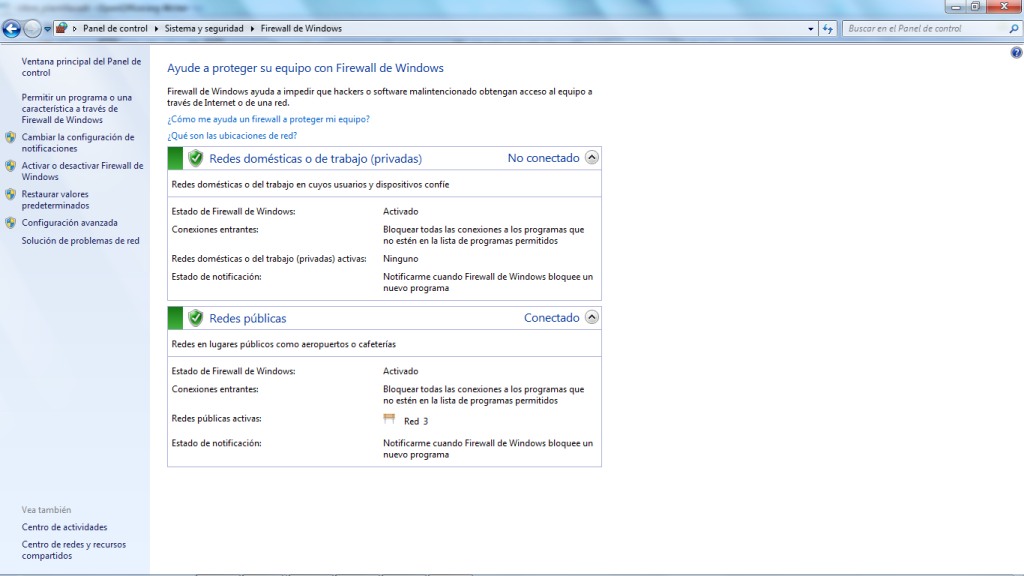 Panel de control
Sistema y seguridad
Firewall de Windows
Buscar en el Panel de control
Ventana principal del Panel de
control
Permitir un programa o una
característica a través de
Firewall de Windows
Cambiar la configuración de
notificaciones
Activar o desactivar Firewall de
Windows
Restaurar valores
predeterminados
Configuración avanzada
Solución de problemas de red
Vea también
Centro de actividades
Centro de redes y recursos
compartidos
Ayude a proteger su equipo con Firewall de Windows
Firewall de Windows ayuda a impedir que hackers o software malintencionado obtengan acceso al equipo a
través de Internet o de una red.
¿Cómo me ayuda un firewall a proteger mi equipo?
¿Qué son las ubicaciones de red?
Redes domésticas o de trabajo (privadas) No conectado
Redes domésticas o del trabajo en cuyos usuarios y dispositivos confíe
Estado de Firewall de Windows: Activado
Conexiones entrantes: Bloquear todas las conexiones a los programas que
no estén en la lista de programas permitidos
Redes domésticas o del trabajo (privadas) activas: Ninguno
Estado de notificación: Notificarme cuando Firewall de Windows bloquee un
nuevo programa
Redes públicas Conectado
Redes en lugares públicos como aeropuertos o cafeterías
Estado de Firewall de Windows: Activado
Conexiones entrantes: Bloquear todas las conexiones a los programas que
no estén en la lista de programas permitidos
Redes públicas activas: Red 3
Estado de notificación: Notificarme cuando Firewall de Windows bloquee un
nuevo programa